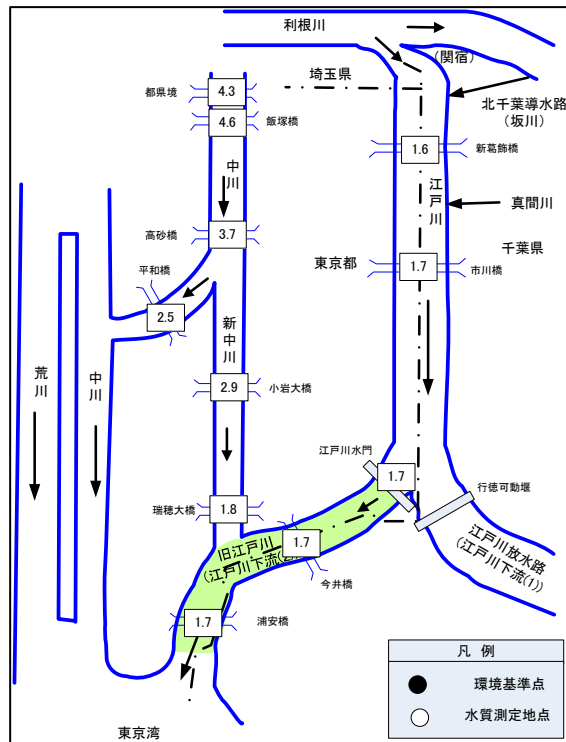 利根川
(関宿)
埼玉県
都県境
4.3
北千葉導水路
(坂川)
4.6
飯塚橋
1.6
新葛飾橋
中川
江戸川
真間川
高砂橋
3.7
千葉県
東京都
1.7
市川橋
平和橋
2.5
新中川
荒川
中川
2.9
小岩大橋
江戸川水門
1.7
行徳可動堰
瑞穂大橋
1.8
江戸川放水路
(江戸川下流(1))
旧江戸川
(江戸川下流(2))
1.7
今井橋
1.7
浦安橋
東京湾
凡 例
環境基準点
水質測定地点